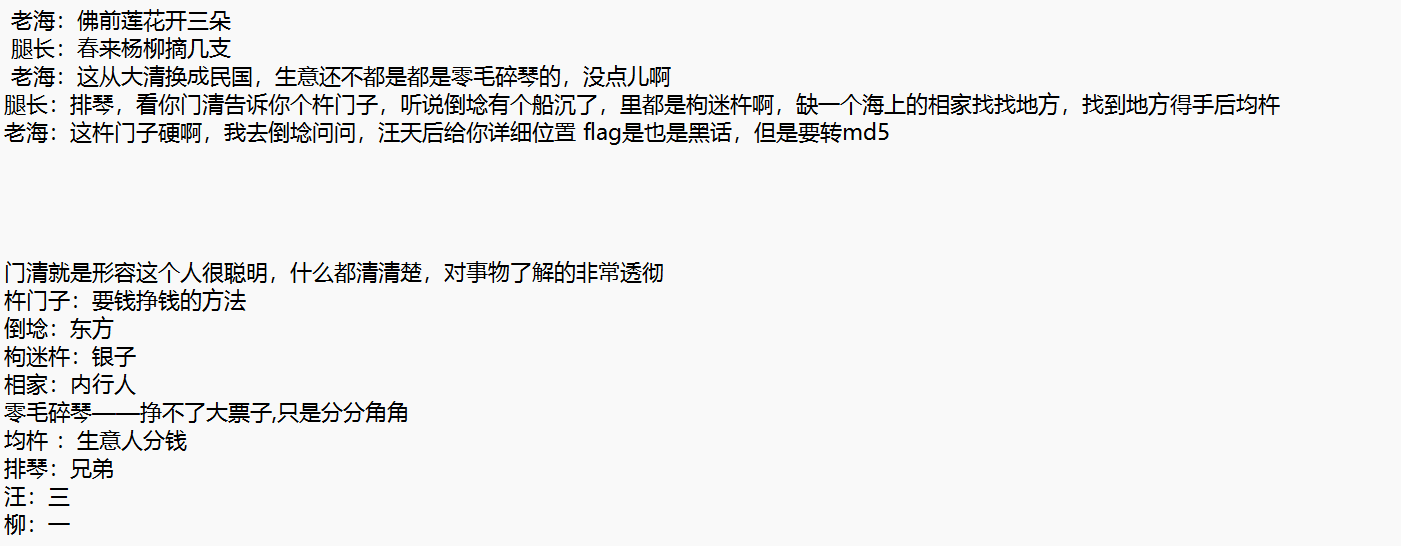 老海：佛前莲花开三朵
腿长：春来杨柳摘几支
老海：这从大清换成民国，生意还不都是都是零毛碎琴的，没点儿啊
腿长：排琴，看你门清告诉你个杵门子，听说倒埝有个船沉了，里都是枸迷杵啊，缺一个海上的相家找找地方，找到地方得手后均杵
老海：这杵门子硬啊，我去倒埝问问，汪天后给你详细位置 flag是也是黑话，但是要转md5
门清就是形容这个人很聪明，什么都清清楚，对事物了解的非常透彻
杵门子：要钱挣钱的方法
倒埝：东方
枸迷杵：银子
相家：内行人
零毛碎琴——挣不了大票子,只是分分角角
均杵 ：生意人分钱
排琴：兄弟
汪：三
柳：一